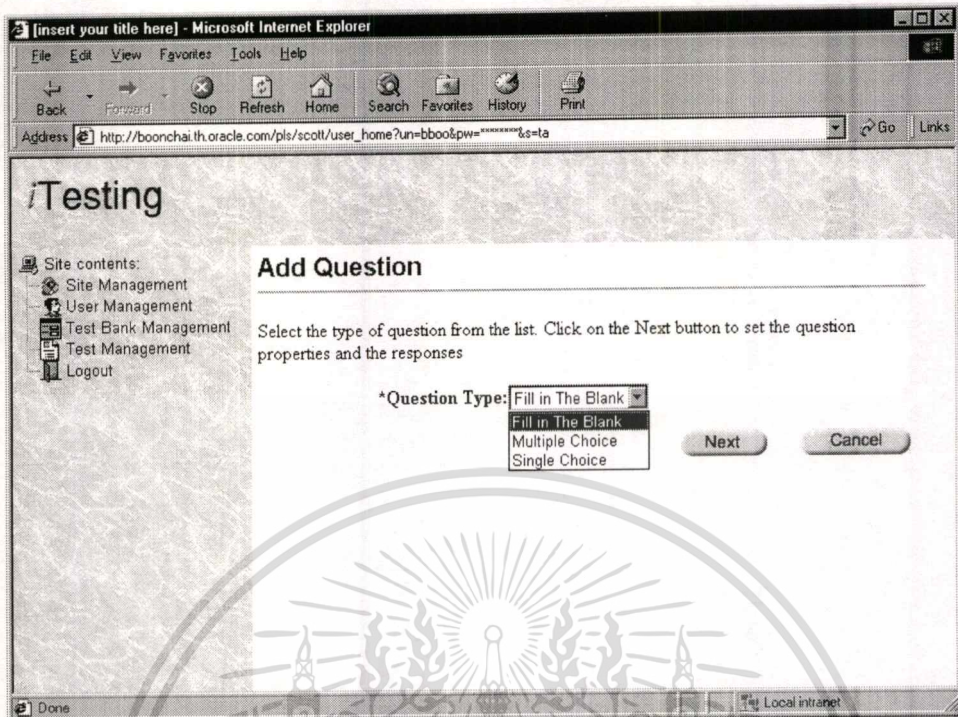 [insert your title here] - Microsoft Internet Explorer
File Edit View Favorites Tools Help
Back Forward Stop Refresh Home Search Favorites History Print
Address http://boonchai.th.oracle.com/pls/scott/user_home?un=bboo&pw=********&s=ta Go Links
iTesting
Site contents:
Site Management
User Management
Test Bank Management
Test Management
Logout
Add Question
Select the type of question from the list. Click on the Next button to set the question
properties and the responses
*Question Type: Fill in The Blank
Fill in The Blank
Multiple Choice
Single Choice
Next Cancel
Done Local intranet